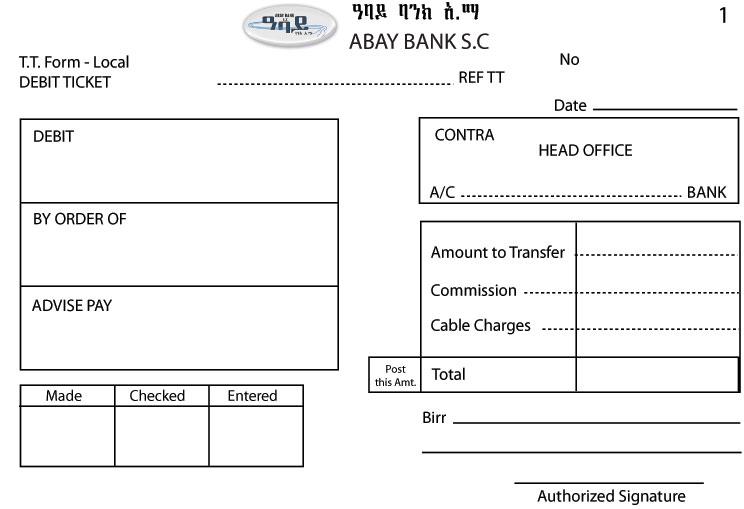 ዓባይ ባንክ አ.ማ
1
ዓባይ
ABAY BANK S.C
T.T. Form - Local
No
DEBIT TICKET
REF TT
Date
DEBIT
CONTRA
HEAD OFFICE
A/C
BANK
BY ORDER OF
Amount to Transfer
Commission
ADVISE PAY
Cable Charges
Post
this Amt.
Total
Made
Checked
Entered
Birr
Authorized Signature